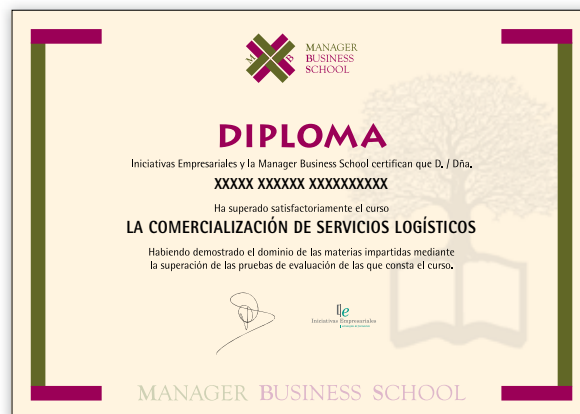 M B
MANAGER
BUSINESS
SCHOOL
DIPLOMA
Iniciativas Empresariales y la Manager Business School certifican que D. / Dña.
XXXXX XXXXXX XXXXXXXXXX
Ha superado satisfactoriamente el curso
LA COMERCIALIZACIÓN DE SERVICIOS LOGÍSTICOS
Habiendo demostrado el dominio de las materias impartidas mediante
la superación de las pruebas de evaluación de las que consta el curso.
Iniciativas Empresariales
MANAGER BUSINESS SCHOOL